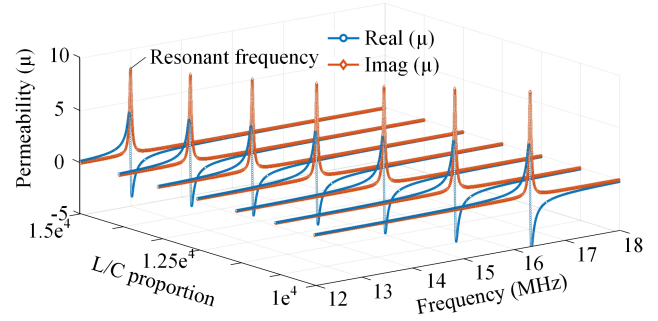 10
Resonant frequency
Real (μ)
Imag (μ)
5
Permeability (μ)
0
-5
1.5e4
1.25e4
1e4
L/C proportion
12
13
14
15
16
17
18
Frequency (MHz)